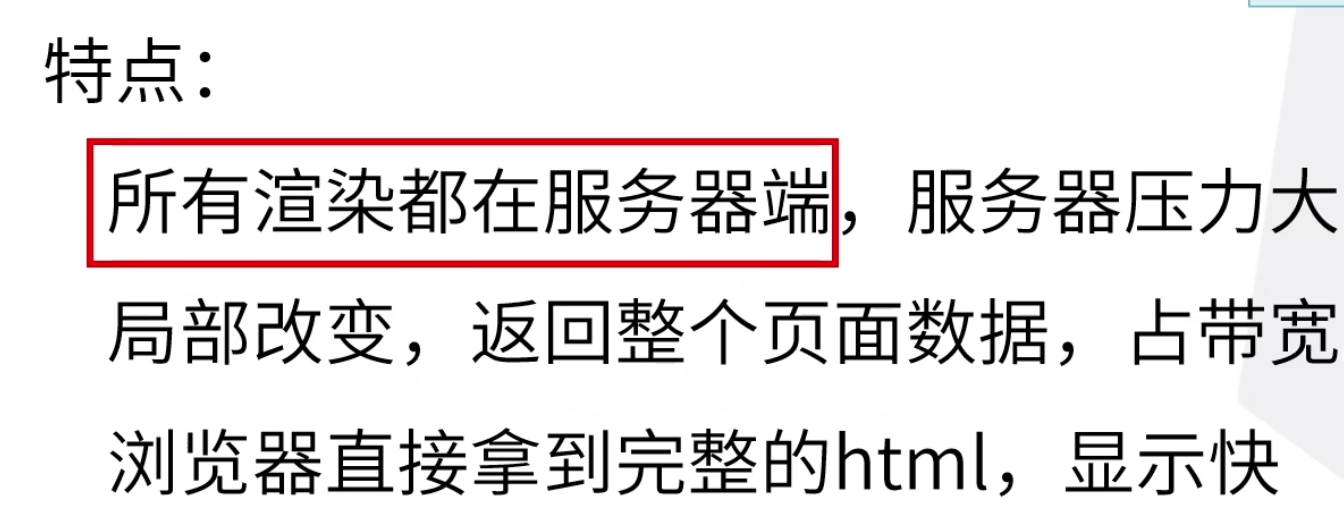 特点：
所有渲染都在服务器端，服务器压力大
局部改变，返回整个页面数据，占带宽
浏览器直接拿到完整的html，显示快